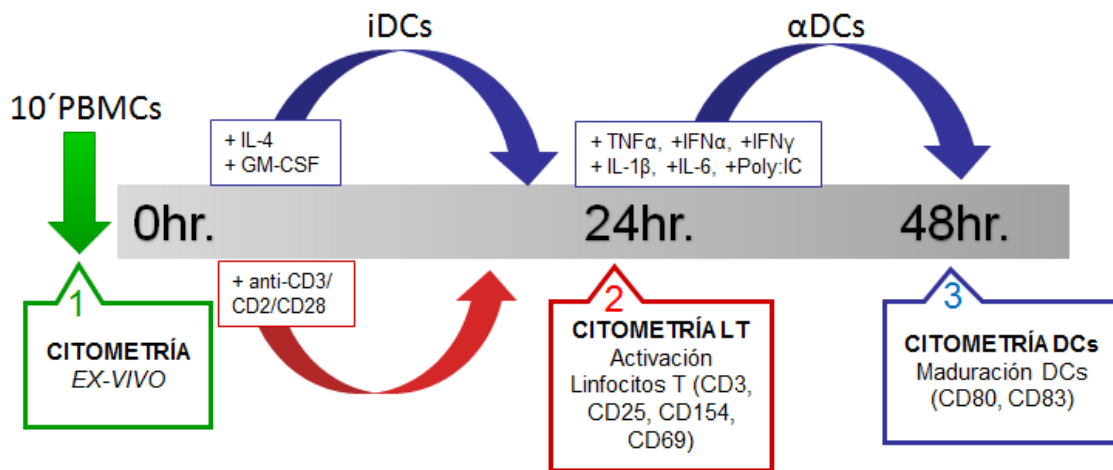 iDCs
αDCs
10´PBMCs
+ IL-4
+ GM-CSF
+ TNFα, +IFNα, +IFNγ
+ IL-1β, +IL-6, +Poly:IC
0hr.
24hr.
48hr.
+ anti-CD3/
CD2/CD28
1
CITOMETRÍA
EX-VIVO
2
CITOMETRÍA LT
Activación
Linfocitos T (CD3,
CD25, CD154,
CD69)
3
CITOMETRÍA DCs
Maduración DCs
(CD80, CD83)